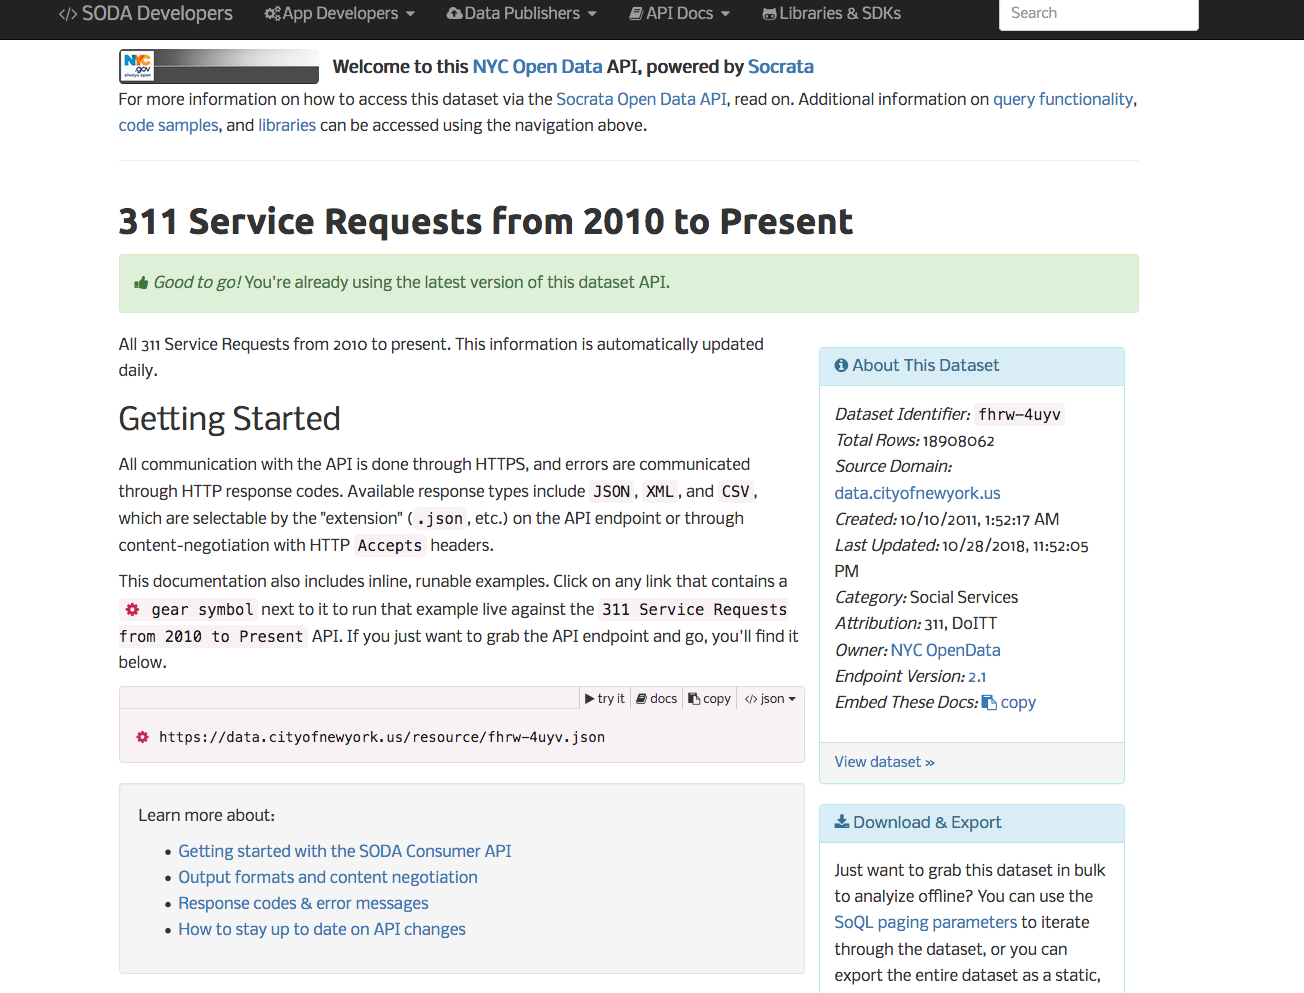 </> SODA Developers App Developers Data Publishers API Docs Libraries & SDKs Search
NYC
.gov
always open
Welcome to this NYC Open Data API, powered by Socrata
For more information on how to access this dataset via the Socrata Open Data API, read on. Additional information on query functionality,
code samples, and libraries can be accessed using the navigation above.
311 Service Requests from 2010 to Present
Good to go! You're already using the latest version of this dataset API.
All 311 Service Requests from 2010 to present. This information is automatically updated
daily.
Getting Started
All communication with the API is done through HTTPS, and errors are communicated
through HTTP response codes. Available response types include JSON, XML, and CSV,
which are selectable by the "extension" (.json, etc.) on the API endpoint or through
content-negotiation with HTTP Accepts headers.
This documentation also includes inline, runable examples. Click on any link that contains a
gear symbol next to it to run that example live against the 311 Service Requests
from 2010 to Present API. If you just want to grab the API endpoint and go, you'll find it
below.
try it docs copy </> json
https://data.cityofnewyork.us/resource/fhrw-4uyv.json
Learn more about:
• Getting started with the SODA Consumer API
• Output formats and content negotiation
• Response codes & error messages
• How to stay up to date on API changes
About This Dataset
Dataset Identifier: fhrw-4uyv
Total Rows: 18908062
Source Domain:
data.cityofnewyork.us
Created: 10/10/2011, 1:52:17 AM
Last Updated: 10/28/2018, 11:52:05
PM
Category: Social Services
Attribution: 311, DoITT
Owner: NYC OpenData
Endpoint Version: 2.1
Embed These Docs: copy
View dataset »
Download & Export
Just want to grab this dataset in bulk
to analyize offline? You can use the
SoQL paging parameters to iterate
through the dataset, or you can
export the entire dataset as a static,